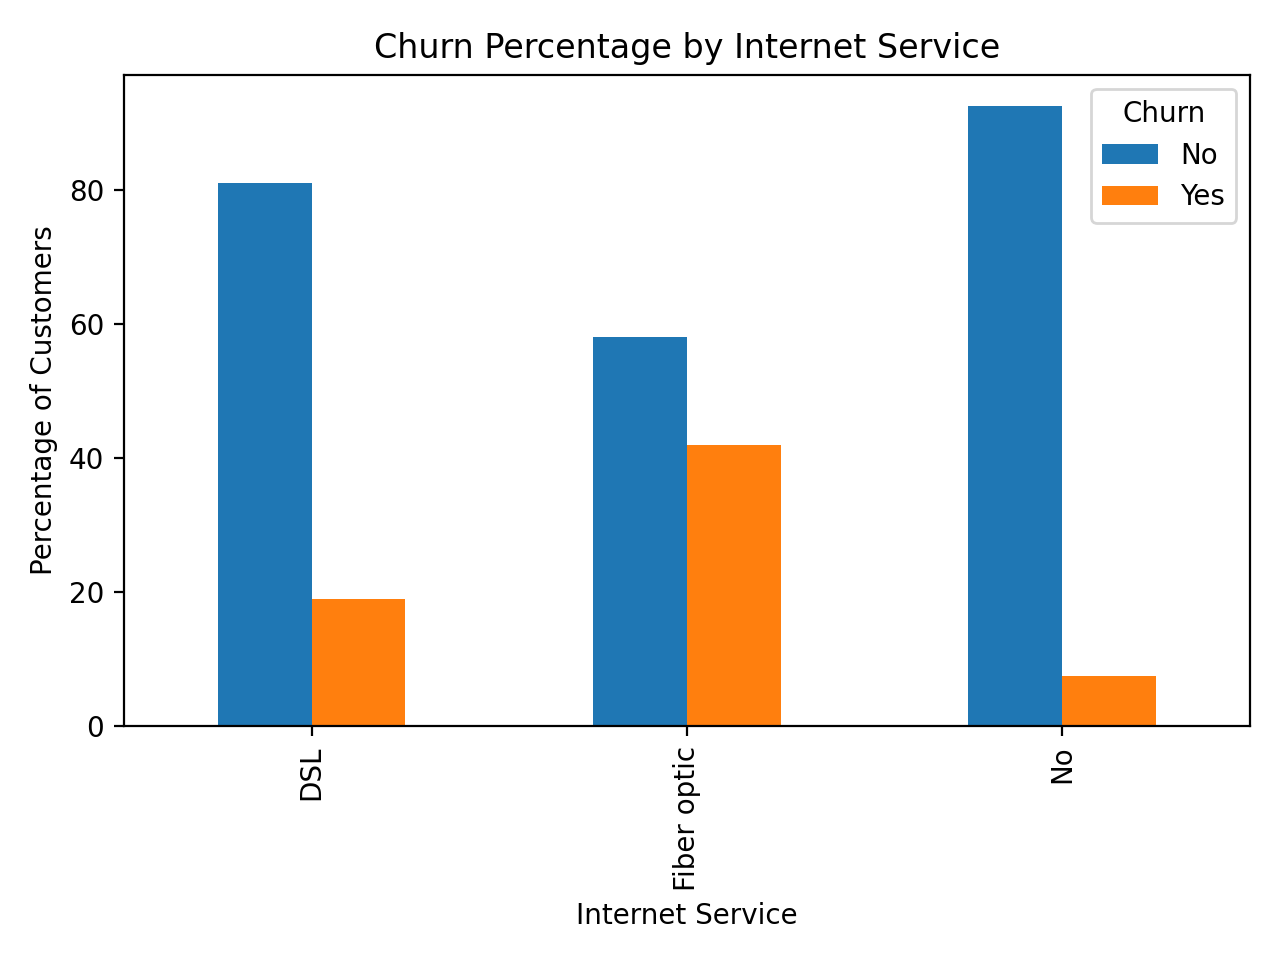 Churn Percentage by Internet Service
Churn
No
Yes
Percentage of Customers
80
60
40
20
0
DSL
Fiber optic
No
Internet Service